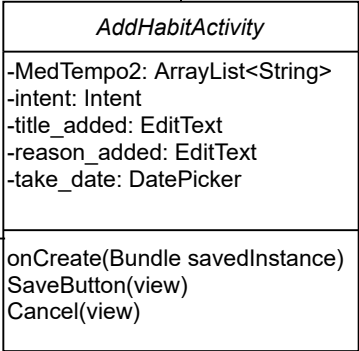 AddHabitActivity
-MedTempo2: ArrayList<String>
-intent: Intent
-title_added: EditText
-reason_added: EditText
-take_date: DatePicker
onCreate(Bundle savedInstance)
SaveButton(view)
Cancel(view)